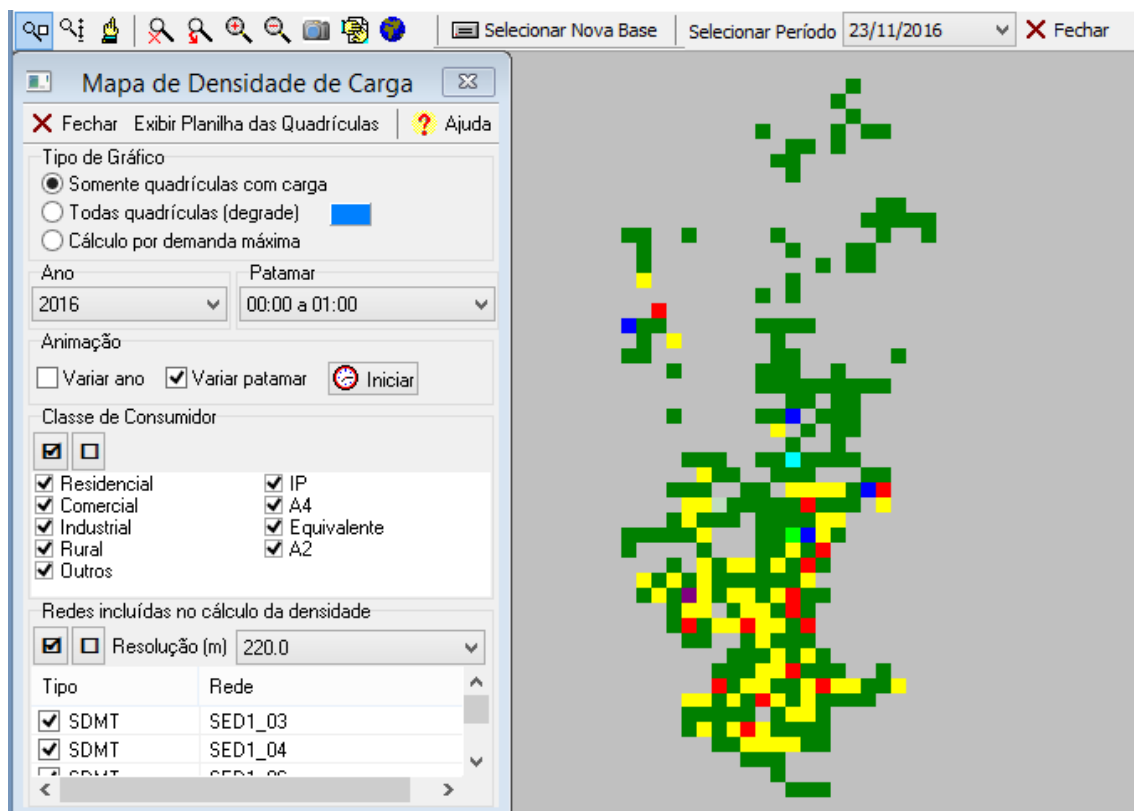 Selecionar Nova Base Selecionar Período 23/11/2016 Fechar
Mapa de Densidade de Carga
Fechar Exibir Planilha das Quadrículas ? Ajuda
Tipo de Gráfico
Somente quadrículas com carga
Todas quadrículas (degrade)
Cálculo por demanda máxima
Ano Patamar
2016 00:00 a 01:00
Animação
Variar ano Variar patamar Iniciar
Classe de Consumidor
Residencial IP
Comercial A4
Industrial Equivalente
Rural A2
Outros
Redes incluídas no cálculo da densidade
Resolução (m) 220.0
Tipo Rede
SDMT SED1_03
SDMT SED1_04